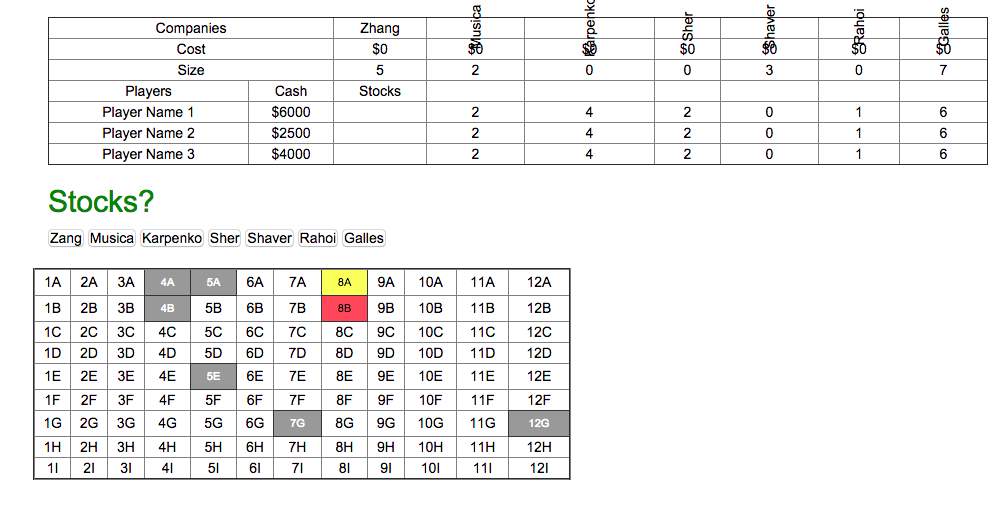 Companies Zhang Musica Karpenko Sher Shaver Rahoi Galles
Cost $0 $0 $0 $0 $0 $0 $0
Size 5 2 0 0 3 0 7
Players Cash Stocks
Player Name 1 $6000 2 4 2 0 1 6
Player Name 2 $2500 2 4 2 0 1 6
Player Name 3 $4000 2 4 2 0 1 6
Stocks?
Zang Musica Karpenko Sher Shaver Rahoi Galles
1A 2A 3A 4A 5A 6A 7A 8A 9A 10A 11A 12A
1B 2B 3B 4B 5B 6B 7B 8B 9B 10B 11B 12B
1C 2C 3C 4C 5C 6C 7C 8C 9C 10C 11C 12C
1D 2D 3D 4D 5D 6D 7D 8D 9D 10D 11D 12D
1E 2E 3E 4E 5E 6E 7E 8E 9E 10E 11E 12E
1F 2F 3F 4F 5F 6F 7F 8F 9F 10F 11F 12F
1G 2G 3G 4G 5G 6G 7G 8G 9G 10G 11G 12G
1H 2H 3H 4H 5H 6H 7H 8H 9H 10H 11H 12H
1I 2I 3I 4I 5I 6I 7I 8I 9I 10I 11I 12I